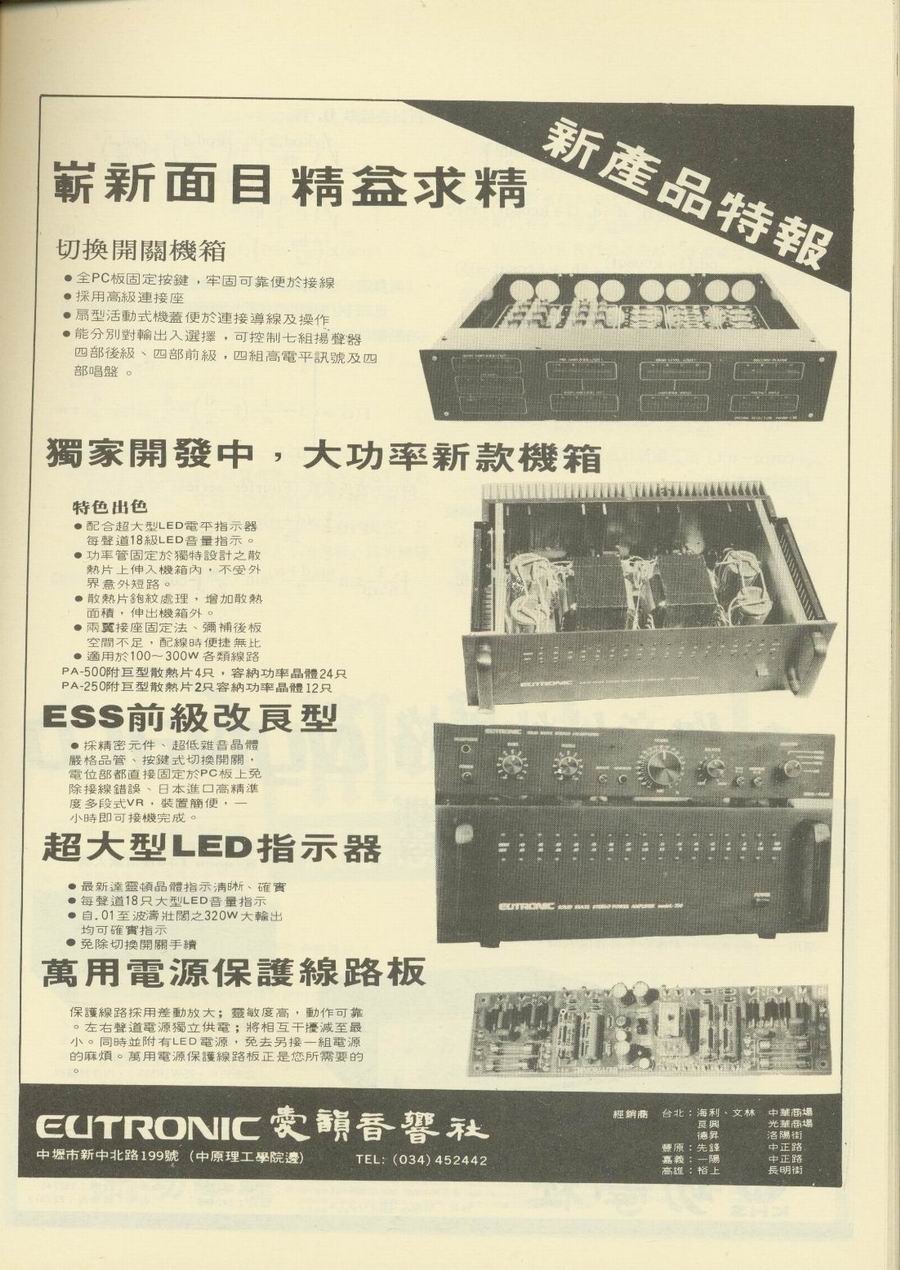 新產品特報
嶄新面目 精益求精
切換開關機箱
●全PC板固定按鍵，牢固可靠便於接線
●採用高級連接座
●扇型活動式機蓋便於連接導線及操作
●能分別對輸出入選擇，可控制七組揚聲器
四部後級、四部前級，四組高電平訊號及四
部唱盤。
獨家開發中，大功率新款機箱
特色出色
●配合超大型LED電平指示器
每聲道18級LED音量指示。
●功率管固定於獨特設計之散
熱片上伸入機箱內，不受外
界意外短路。
●散熱片鉋紋處理，增加散熱
面積，伸出機箱外。
●兩翼接座固定法、彌補後板
空間不足，配線時便捷無比
●適用於100～300W各類線路
PA-500附巨型散熱片4只，容納功率晶體24只
PA-250附巨型散熱片2只容納功率晶體12只
EUTRONIC
ESS前級改良型
●採精密元件、超低雜音晶體
嚴格品管、按鍵式切換開關，
電位部都直接固定於PC板上免
除接線錯誤、日本進口高精準
度多段式VR，裝置簡便，一
小時即可接機完成。
EUTRONIC
超大型LED指示器
●最新達靈頓晶體指示清晰、確實
●每聲道18只大型LED音量指示
●自.01至波濤壯闊之320W大輸出
均可確實指示
●免除切換開關手續
EUTRONIC SOLID STATE STEREO POWER AMPLIFIER
POWER
萬用電源保護線路板
保護線路採用差動放大；靈敏度高，動作可靠
。左右聲道電源獨立供電；將相互干擾減至最
小。同時並附有LED電源，免去另接一組電源
的麻煩。萬用電源保護線路板正是您所需要的
。
EUTRONIC 愛韻音響社
中壢市新中北路199號（中原理工學院邊） TEL: (034) 452442
經銷商 台北：海利、文林 中華商場
良興 光華商場
德昇 洛陽街
豐原：先鋒 中正路
嘉義：一陽 中正路
高雄：裕上 長明街